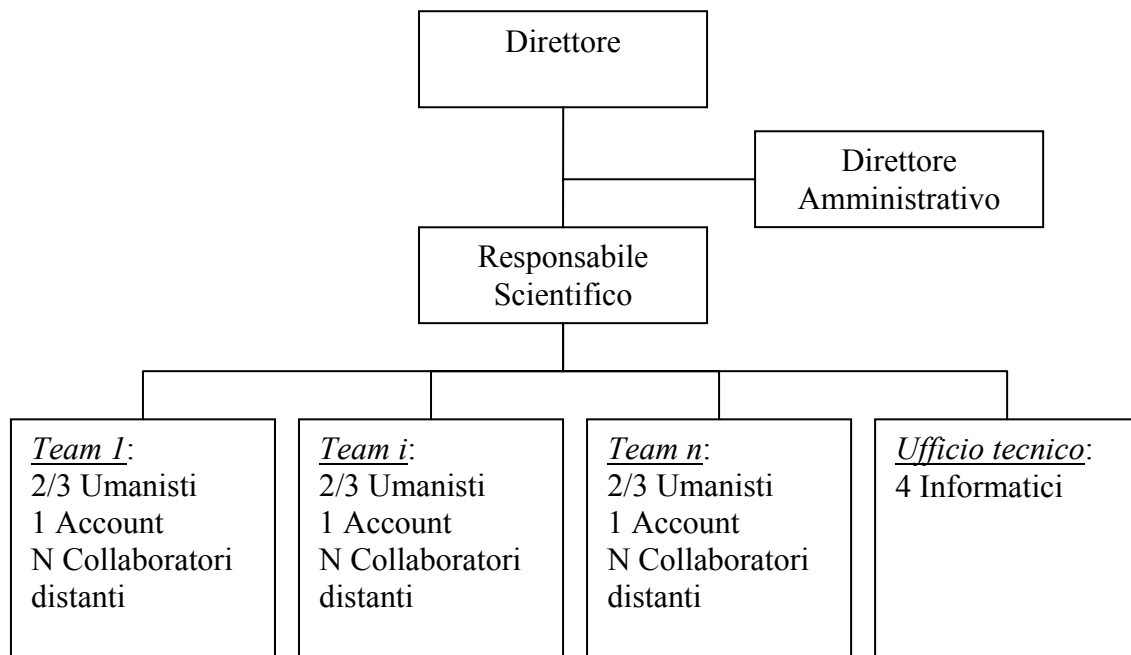 Direttore
Direttore
Amministrativo
Responsabile
Scientifico
Team 1:
2/3 Umanisti
1 Account
N Collaboratori
distanti
Team i:
2/3 Umanisti
1 Account
N Collaboratori
distanti
Team n:
2/3 Umanisti
1 Account
N Collaboratori
distanti
Ufficio tecnico:
4 Informatici